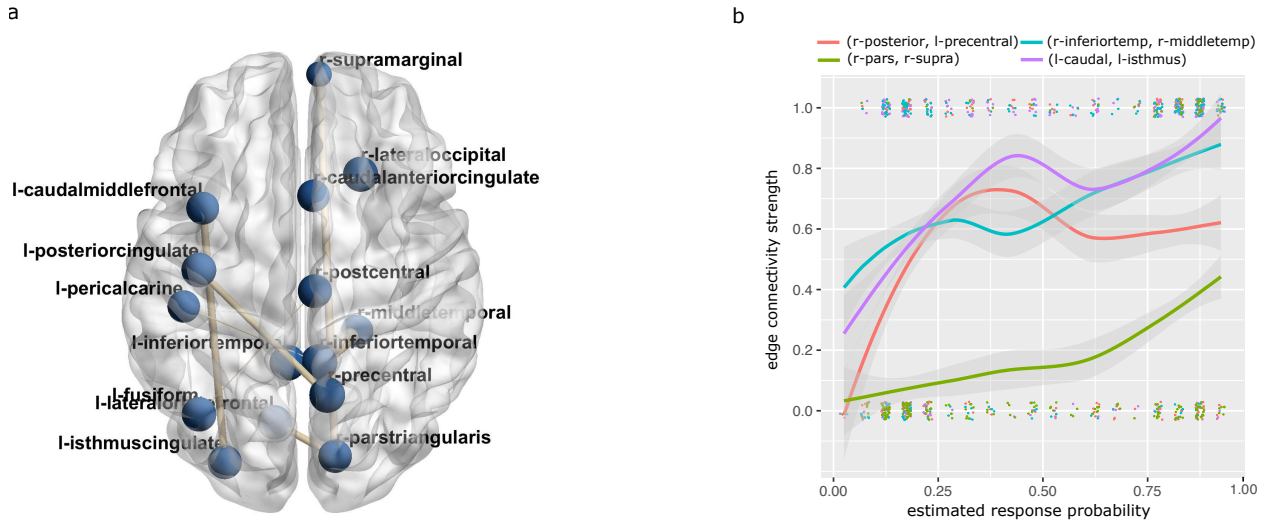 a
r-supramarginal
r-lateraloccipital
r-caudalanteriorcingulate
l-caudalmiddlefrontal
l-posteriorcingulate
r-postcentral
l-pericalcarine
r-middletemporal
l-inferiortemporal
r-inferiortemporal
r-precentral
l-fusiform
l-lateralorbitofrontal
r-parstriangularis
l-isthmuscingulate
b
(r-posterior, l-precentral)
(r-inferiortemp, r-middletemp)
(r-pars, r-supra)
(l-caudal, l-isthmus)
1.0
0.8
0.6
0.4
0.2
0.0
edge connectivity strength
0.00
0.25
0.50
0.75
1.00
estimated response probability